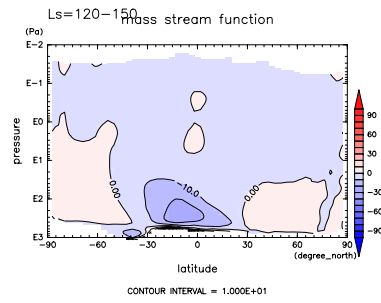 Ls=120-150
mass stream function
(Pa)
E-2
E-1
E0
E1
E2
E3
pressure
0.00
-10.0
0.00
90
60
30
0
-30
-60
-90
-90
-60
-30
0
30
60
90
(degree_north)
latitude
CONTOUR INTERVAL = 1.000E+01